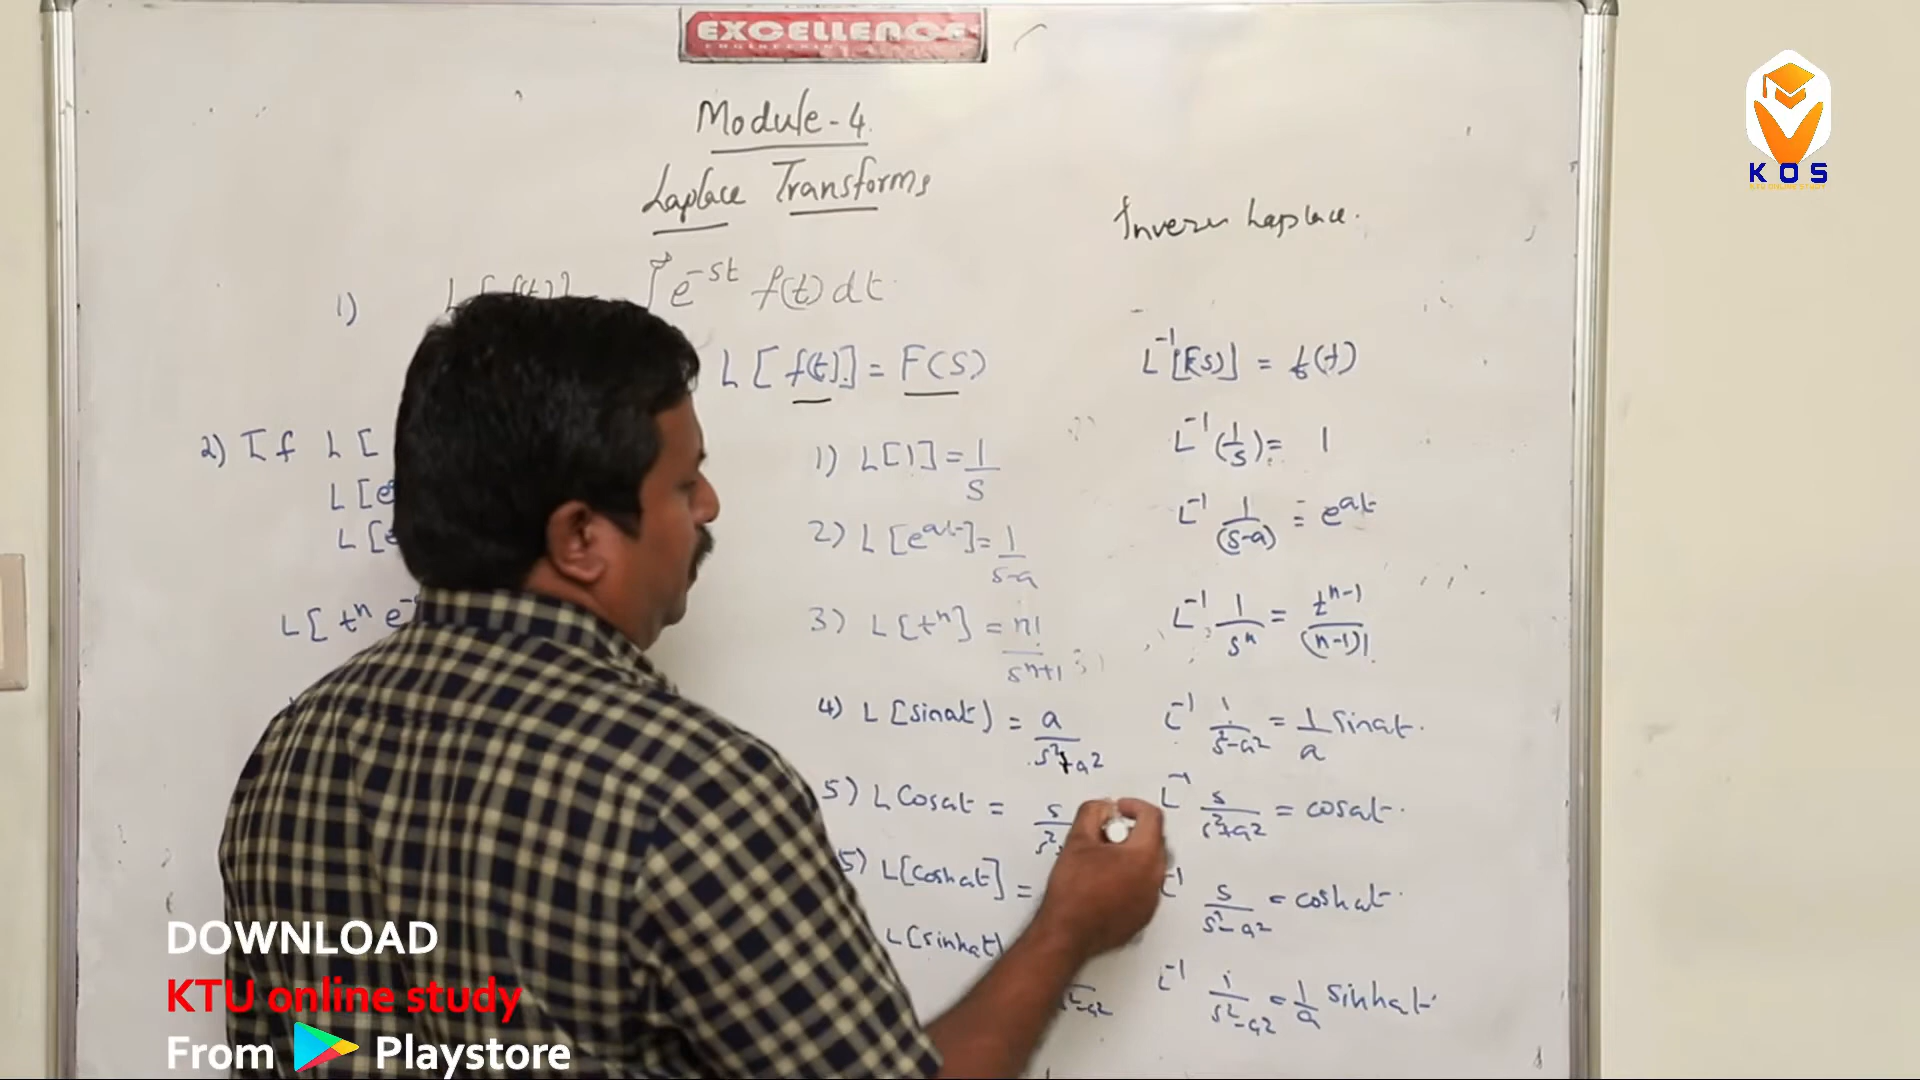 EXCELLENCE
KOS
Module-4.
Laplace Transforms
Inverse Laplace.
1) e^-st f(t) dt
L[f(t)] = F(s)
L^-1[F(s)] = f(t)
2) If L[
L[e
L[e
L[t^n e^-
1) L[1] = 1/s
L^-1(1/s) = 1
2) L[e^at] = 1/s-a
L^-1 1/(s-a) = e^at
3) L[t^n] = n!/s^n+1
L^-1 1/s^n = t^n-1/(n-1)!
4) L[sinat) = a/s^2+a^2
L^-1 1/s^2-a^2 = 1/a sinat.
5) L Cosat = s/s^2
L^-1 s/s^2+a^2 = cosat.
5) L[coshat] =
L^-1 s/s^2-a^2 = coshat.
L[sinhat)
L^-1 1/s^2-a^2 = 1/a sinhat.
DOWNLOAD
KTU online study
From Playstore